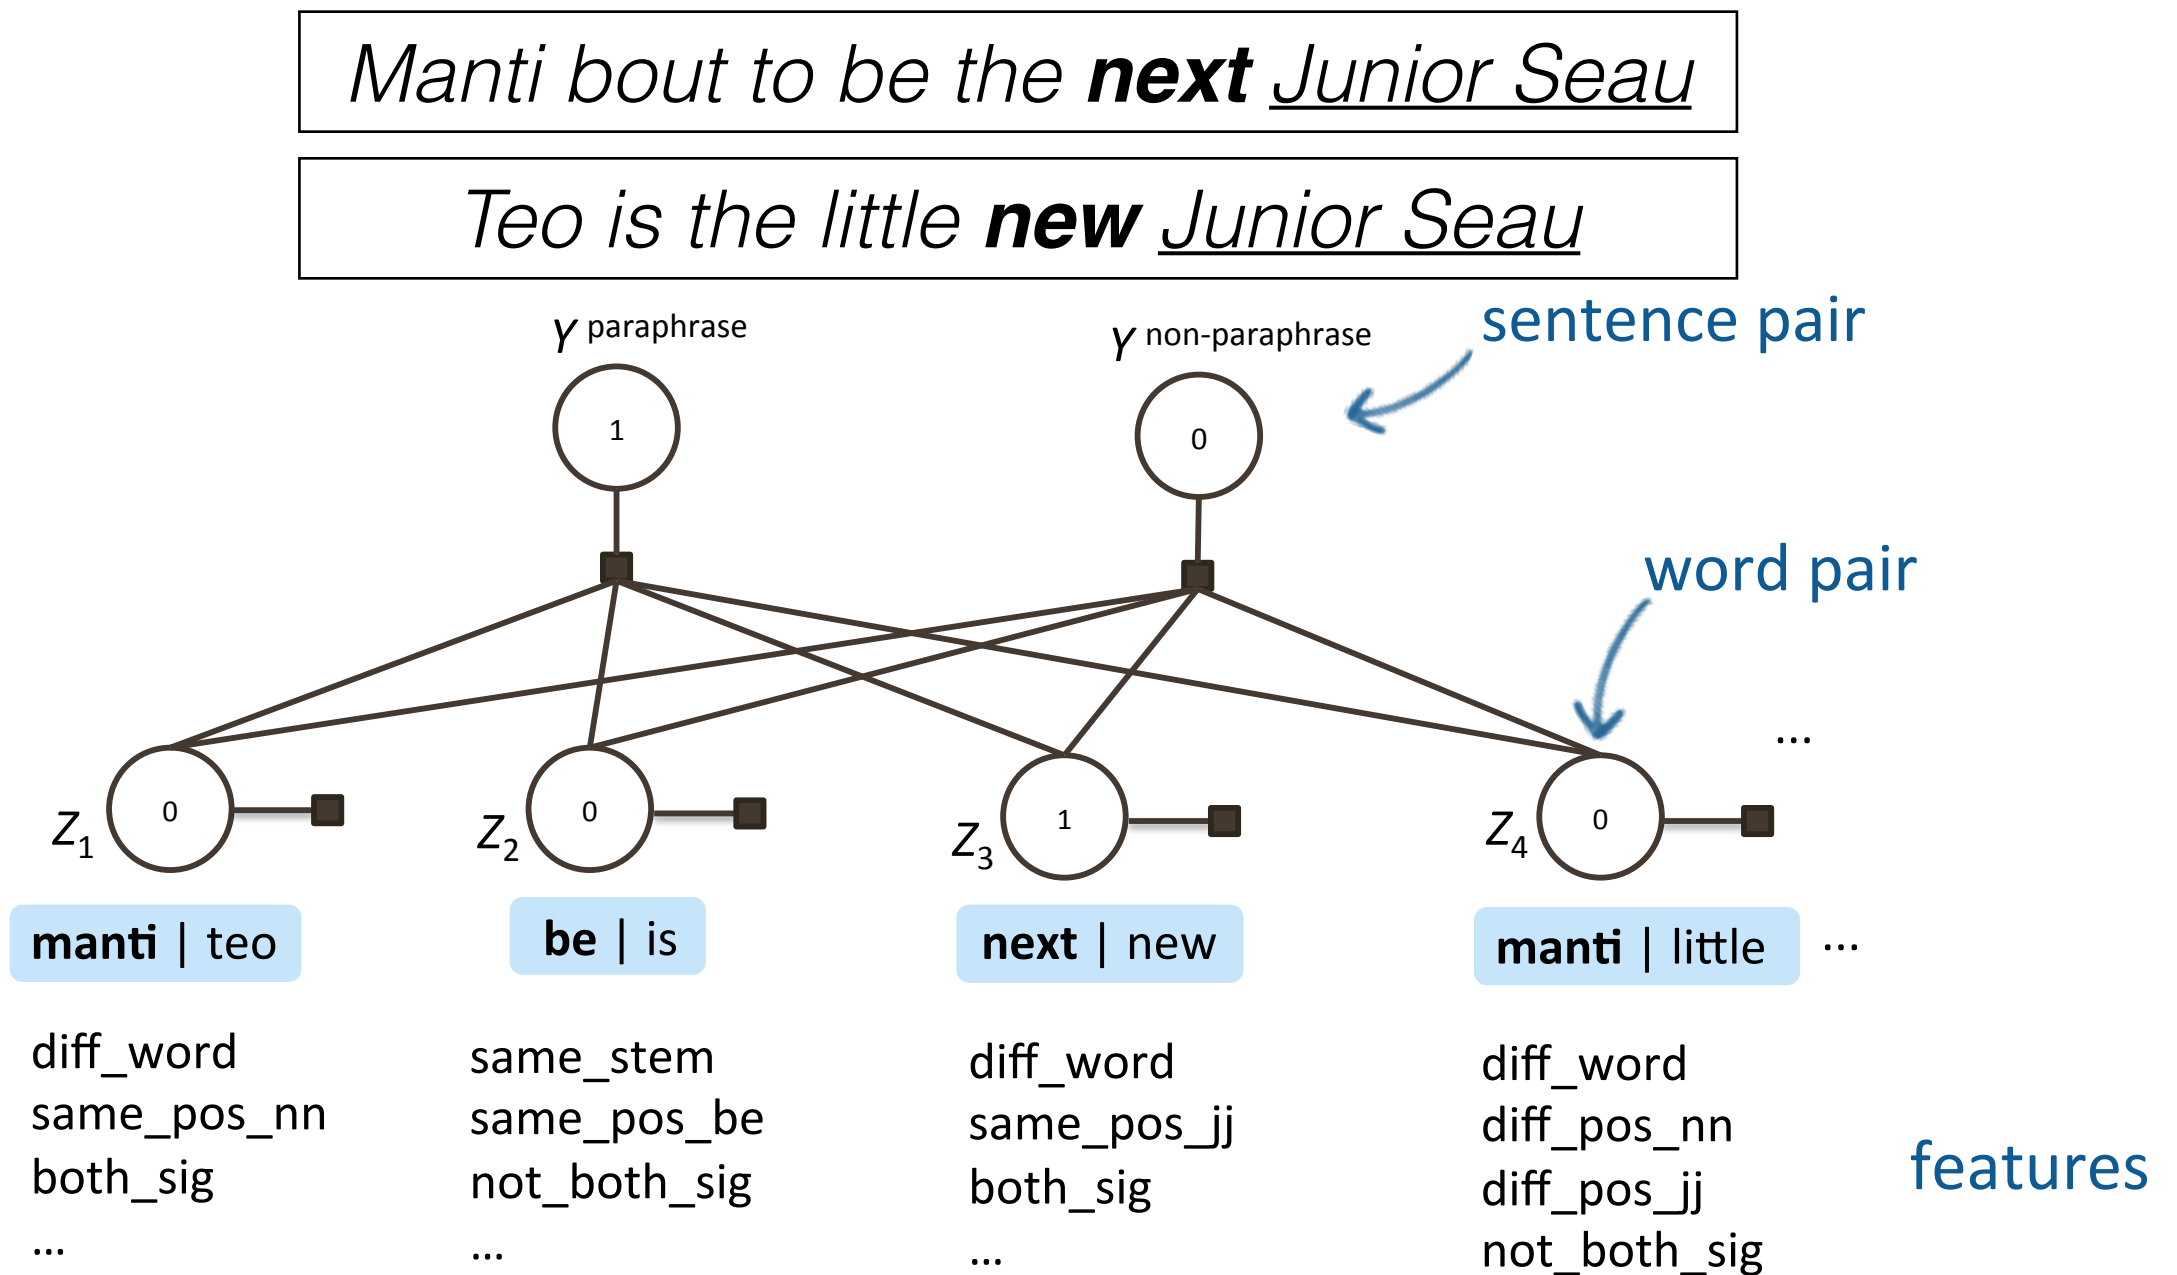 Manti bout to be the next Junior Seau
Teo is the little new Junior Seau
Y paraphrase
Y non-paraphrase
sentence pair
1
0
word pair
...
Z1
0
Z2
0
Z3
1
Z4
0
manti | teo
be | is
next | new
manti | little
...
diff_word
same_pos_nn
both_sig
...
same_stem
same_pos_be
not_both_sig
...
diff_word
same_pos_jj
both_sig
...
diff_word
diff_pos_nn
diff_pos_jj
not_both_sig
features